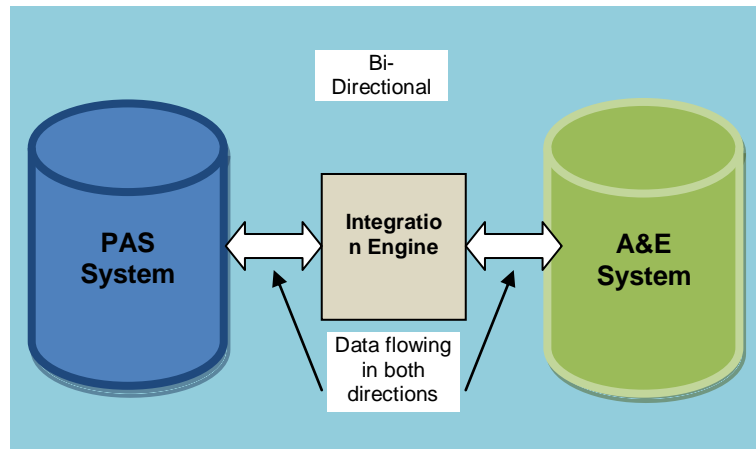 Bi-
Directional
PAS
System
Integratio
n Engine
A&E
System
Data flowing
in both
directions